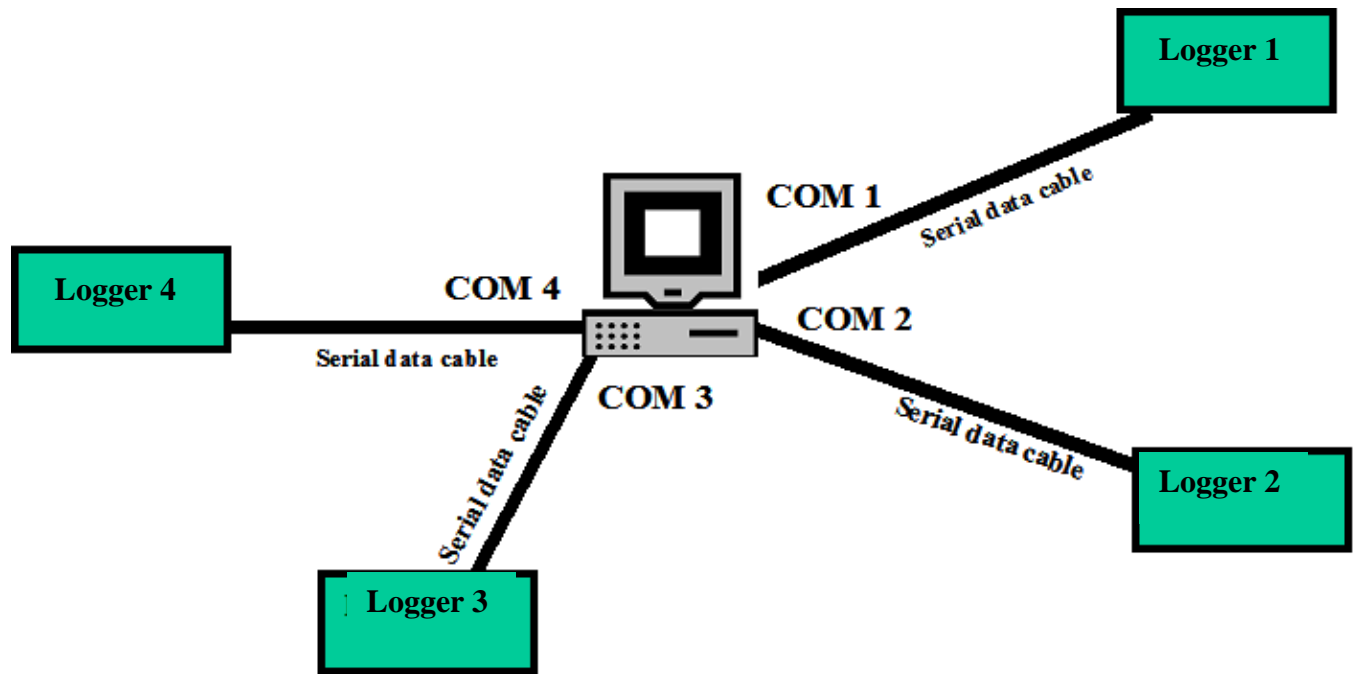 Logger 1
COM 1
Serial data cable
Logger 4
COM 4
COM 2
Serial data cable
COM 3
Serial data cable
Serial data cable
Logger 2
Logger 3